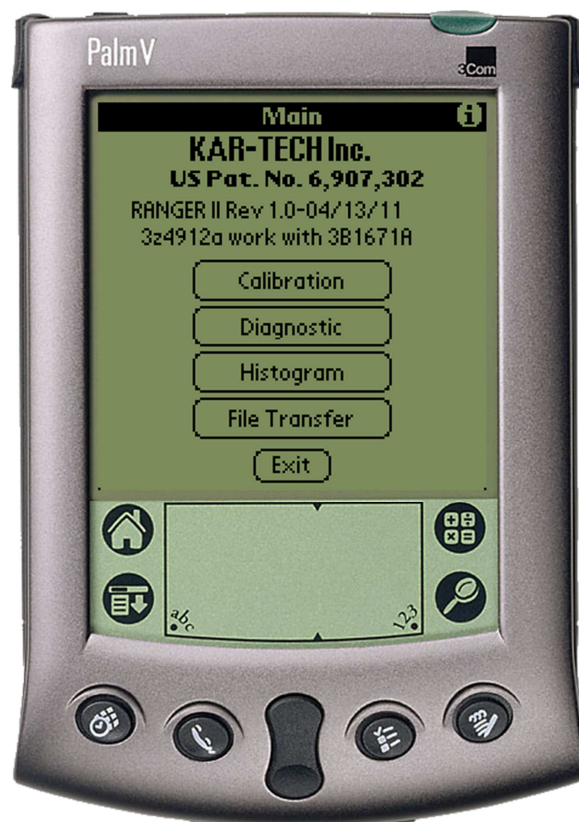 Palm V
3Com
Main
i
KAR-TECH Inc.
US Pat. No. 6,907,302
RANGER II Rev 1.0-04/13/11
3z4912a work with 3B1671A
Calibration
Diagnostic
Histogram
File Transfer
Exit
abc
123